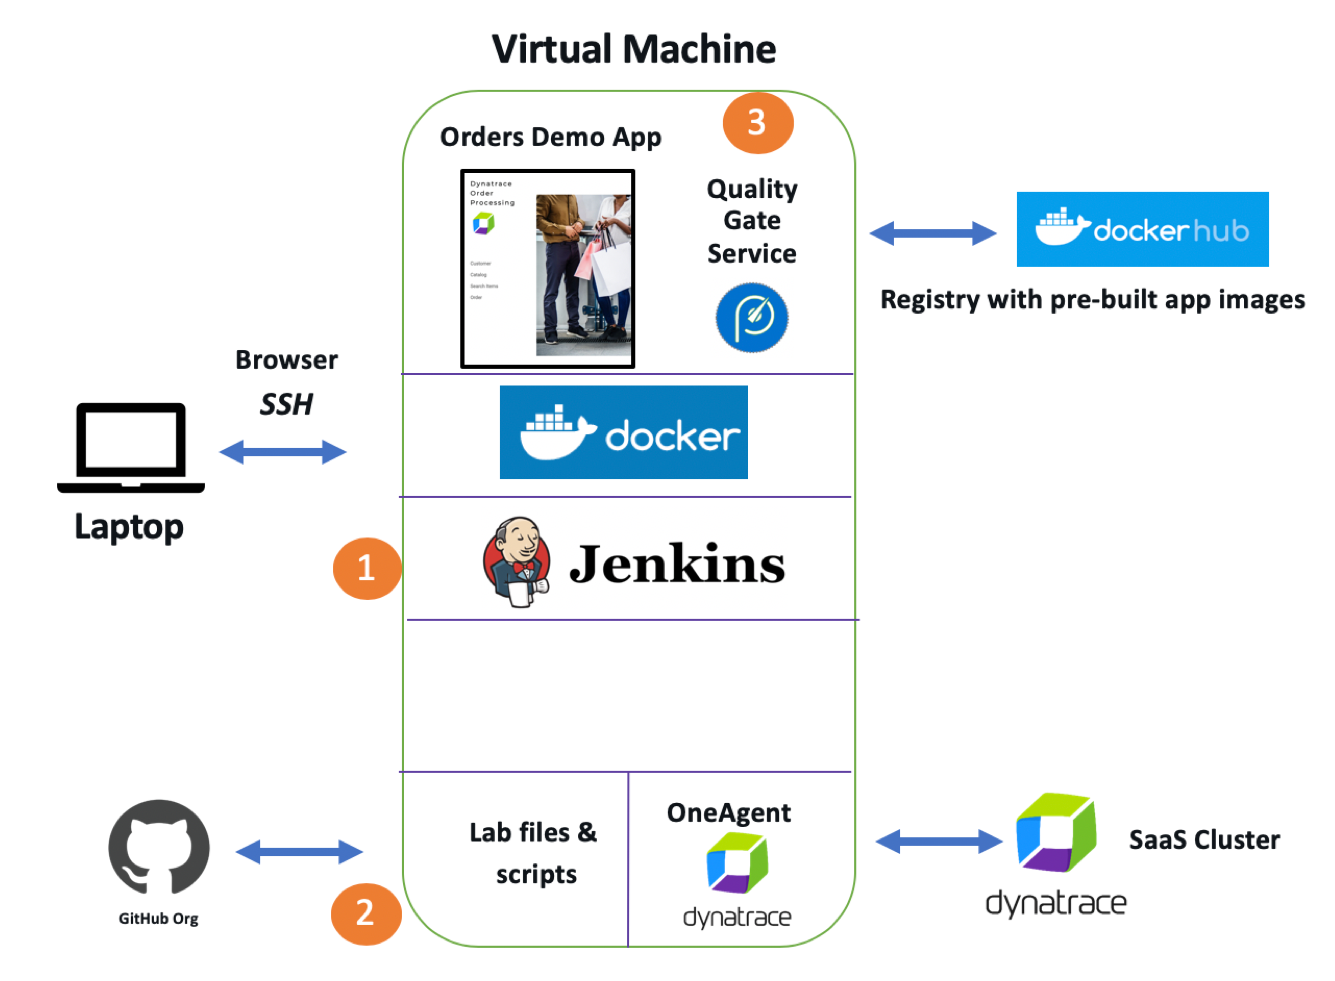 Virtual Machine
3
Orders Demo App
Dynatrace
Order
Processing
Customer
Catalog
Search Items
Order
Quality
Gate
Service
dockerhub
Registry with pre-built app images
Browser
SSH
Laptop
docker
1
Jenkins
GitHub Org
2
Lab files &
scripts
OneAgent
dynatrace
SaaS Cluster
dynatrace